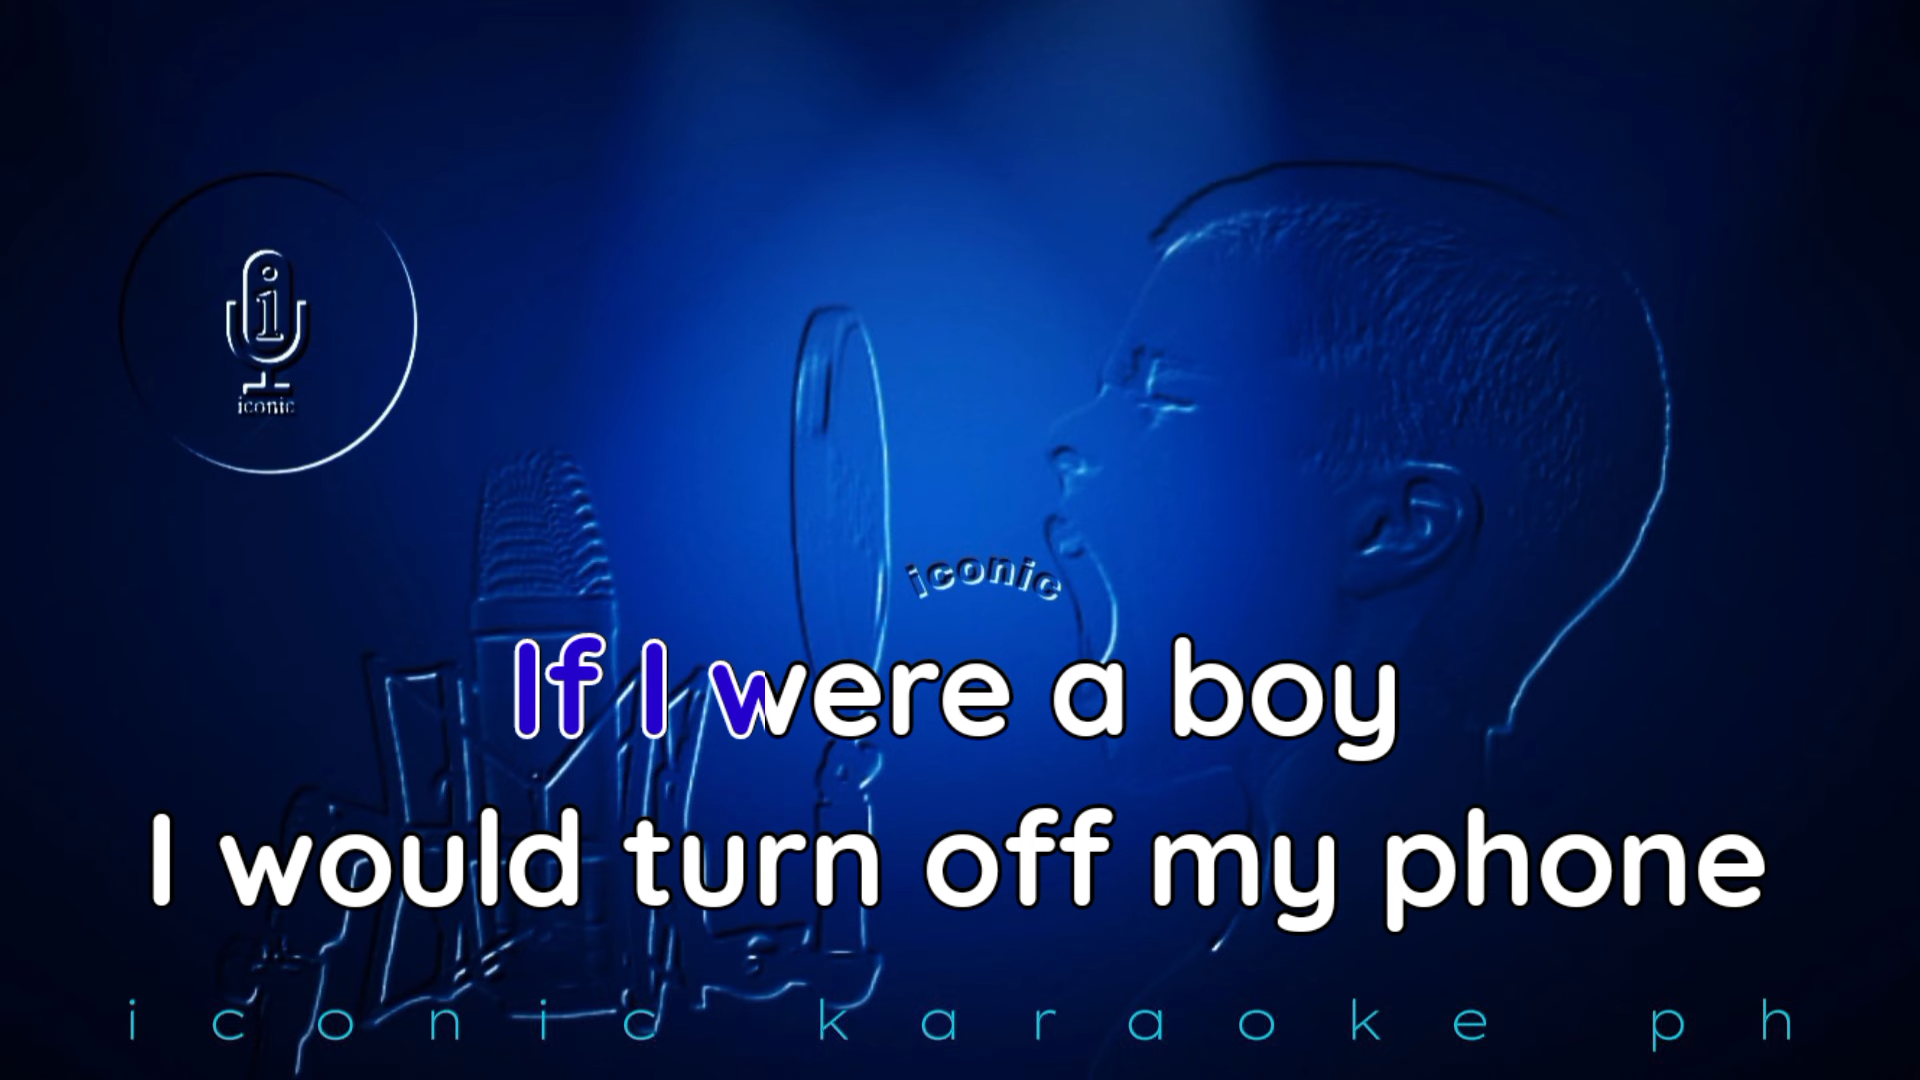 i
iconic
iconic
If I were a boy
I would turn off my phone
iconic karaoke ph